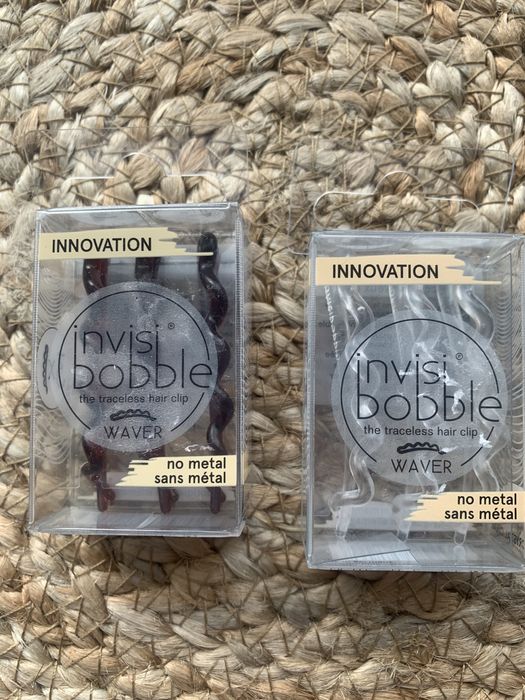 INNOVATION
invisi®
bobble
the traceless hair clip
WAVER
no metal
sans métal
INNOVATION
invisi®
bobble
the traceless hair clip
WAVER
no metal
sans métal